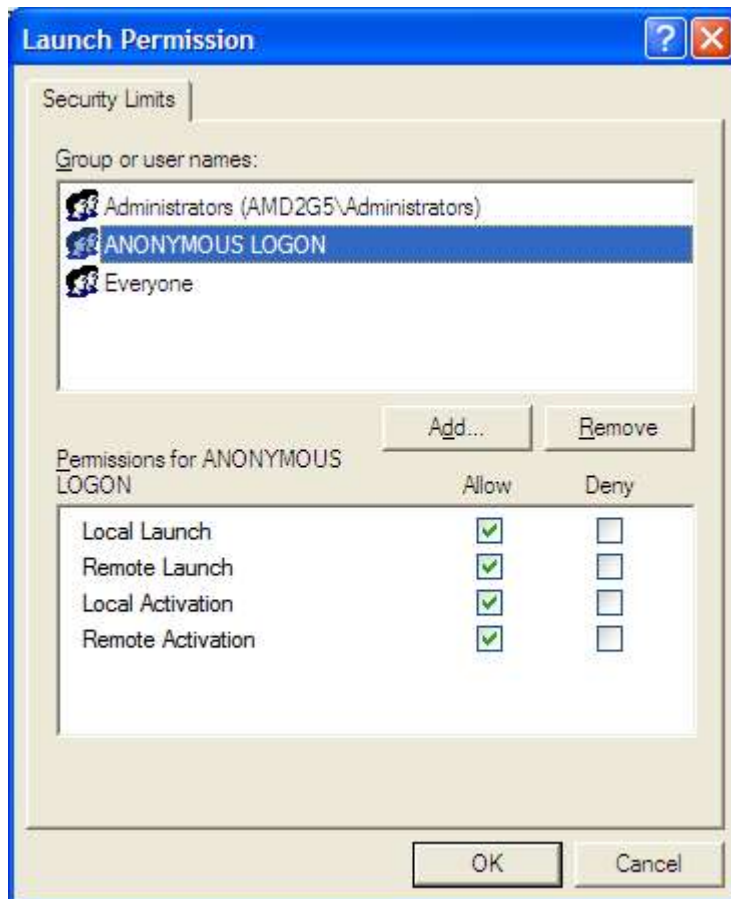 Launch Permission
Security Limits
Group or user names:
Administrators (AMD2G5\Administrators)
ANONYMOUS LOGON
Everyone
Add...
Remove
Permissions for ANONYMOUS
LOGON
Allow
Deny
Local Launch
Remote Launch
Local Activation
Remote Activation
OK
Cancel